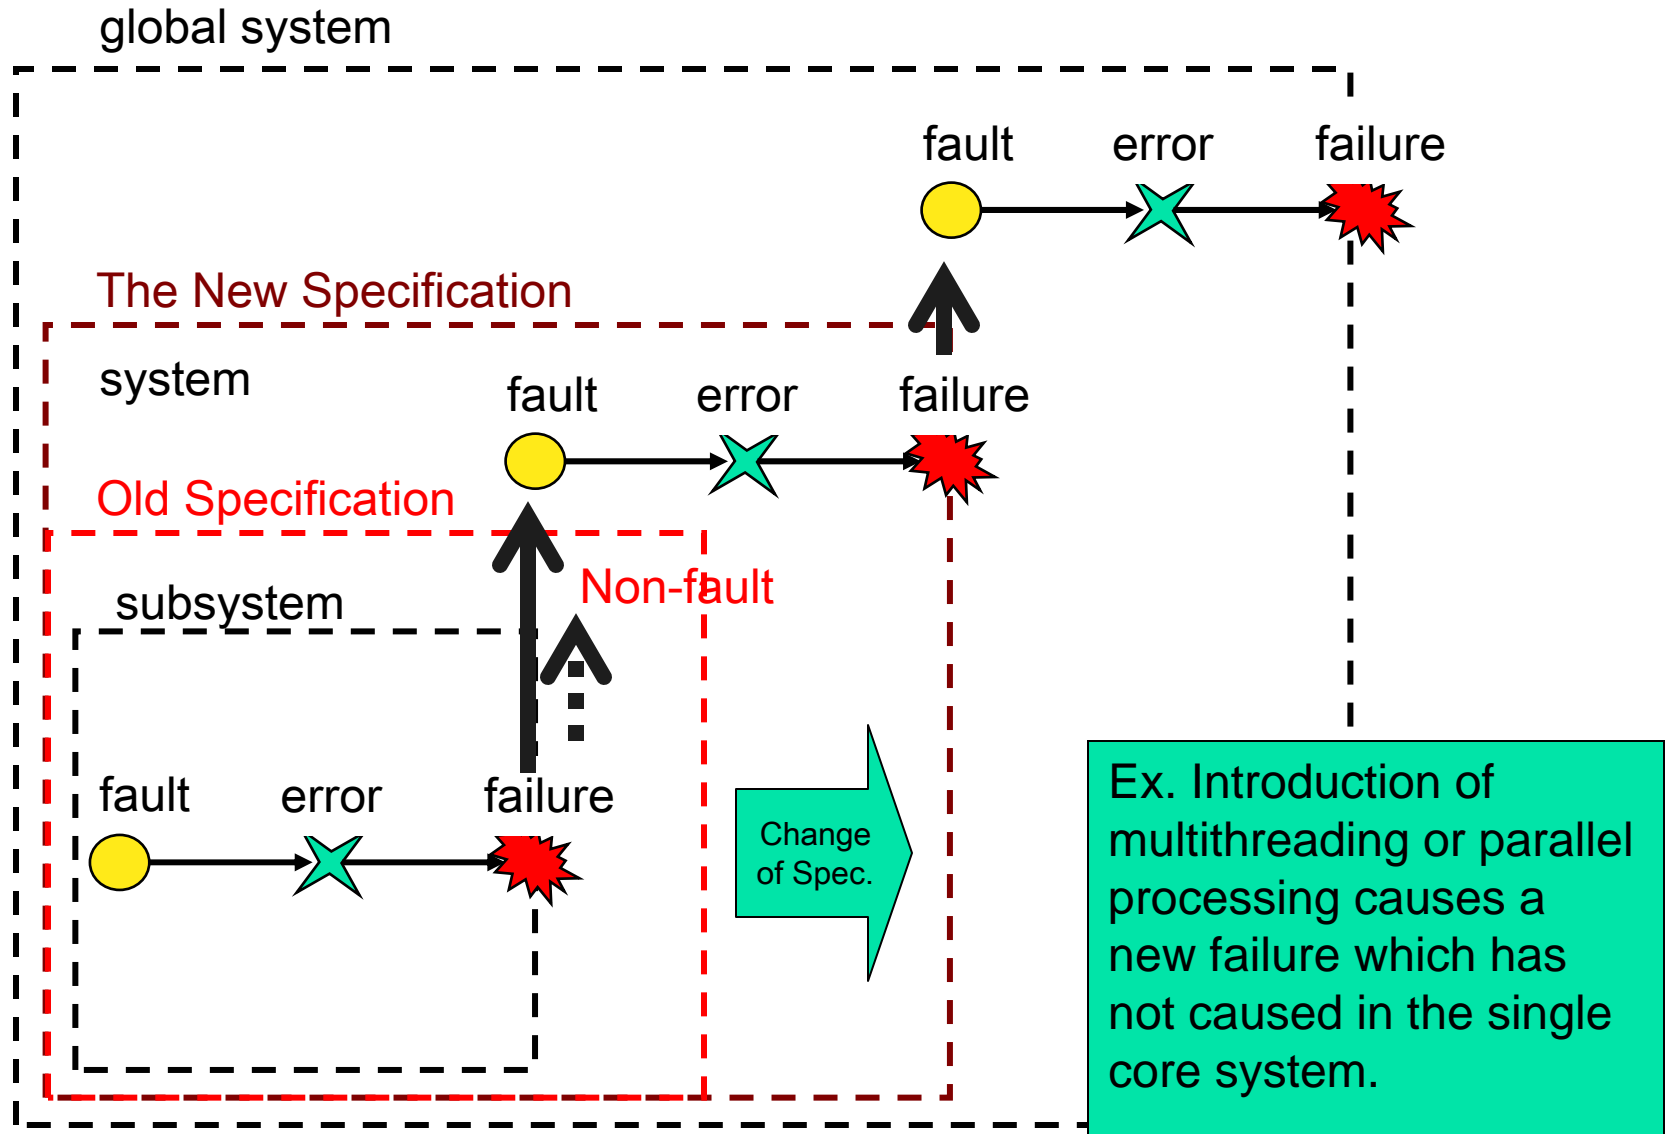 global system
fault error failure
The New Specification
system
fault error failure
Old Specification
Non-fault
subsystem
fault error failure
Change
of Spec.
Ex. Introduction of
multithreading or parallel
processing causes a
new failure which has
not caused in the single
core system.